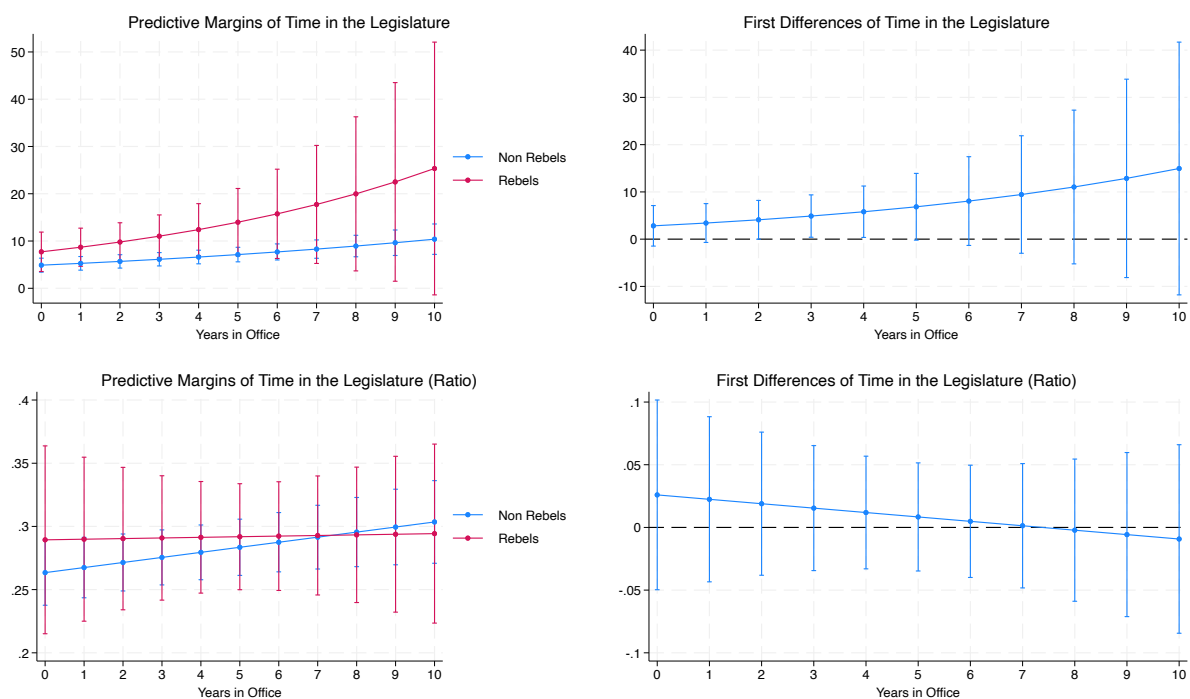 Predictive Margins of Time in the Legislature
50
40
30
20
10
0
0 1 2 3 4 5 6 7 8 9 10
Years in Office
Non Rebels
Rebels
First Differences of Time in the Legislature
40
30
20
10
0
-10
0 1 2 3 4 5 6 7 8 9 10
Years in Office
Predictive Margins of Time in the Legislature (Ratio)
.4
.35
.3
.25
.2
0 1 2 3 4 5 6 7 8 9 10
Years in Office
Non Rebels
Rebels
First Differences of Time in the Legislature (Ratio)
.1
.05
0
-.05
-.1
0 1 2 3 4 5 6 7 8 9 10
Years in Office